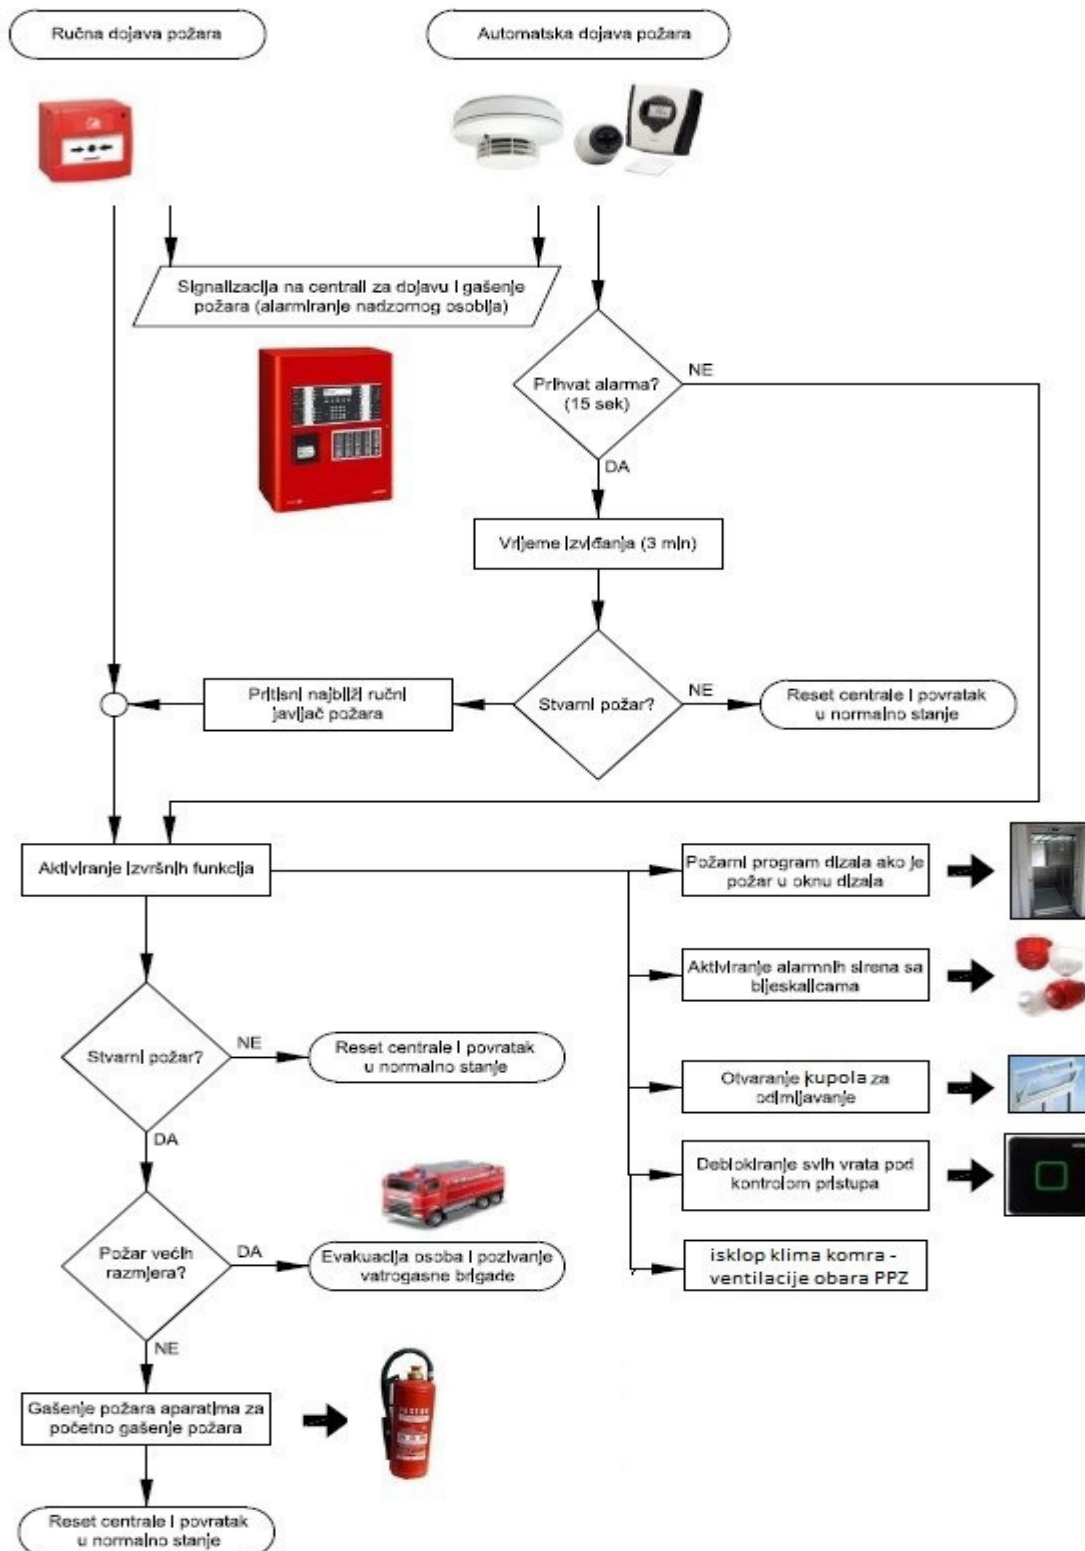 Ručna dojava požara
Automatska dojava požara
Signalizacija na centrali za dojavu i gašenje
požara (alarmiranje nadzornog osoblja)
Prihvat alarma?
(15 sek)
NE
DA
Vrijeme izviđanja (3 min)
Pritisni najbliži ručni
javljač požara
Stvarni požar?
NE
Reset centrale i povratak
u normalno stanje
Aktiviranje izvršnih funkcija
Požarni program dizala ako je
požar u oknu dizala
Aktiviranje alarmnih sirena sa
bljeskalicama
Stvarni požar?
NE
Reset centrale i povratak
u normalno stanje
Otvaranje kupola za
odimljavanje
DA
Deblokiranje svih vrata pod
kontrolom pristupa
Požar većih
razmjera?
DA
Evakuacija osoba i pozivanje
vatrogasne brigade
isklop klima komra -
ventilacije obara PPZ
NE
Gašenje požara aparatima za
početno gašenje požara
Reset centrale i povratak
u normalno stanje